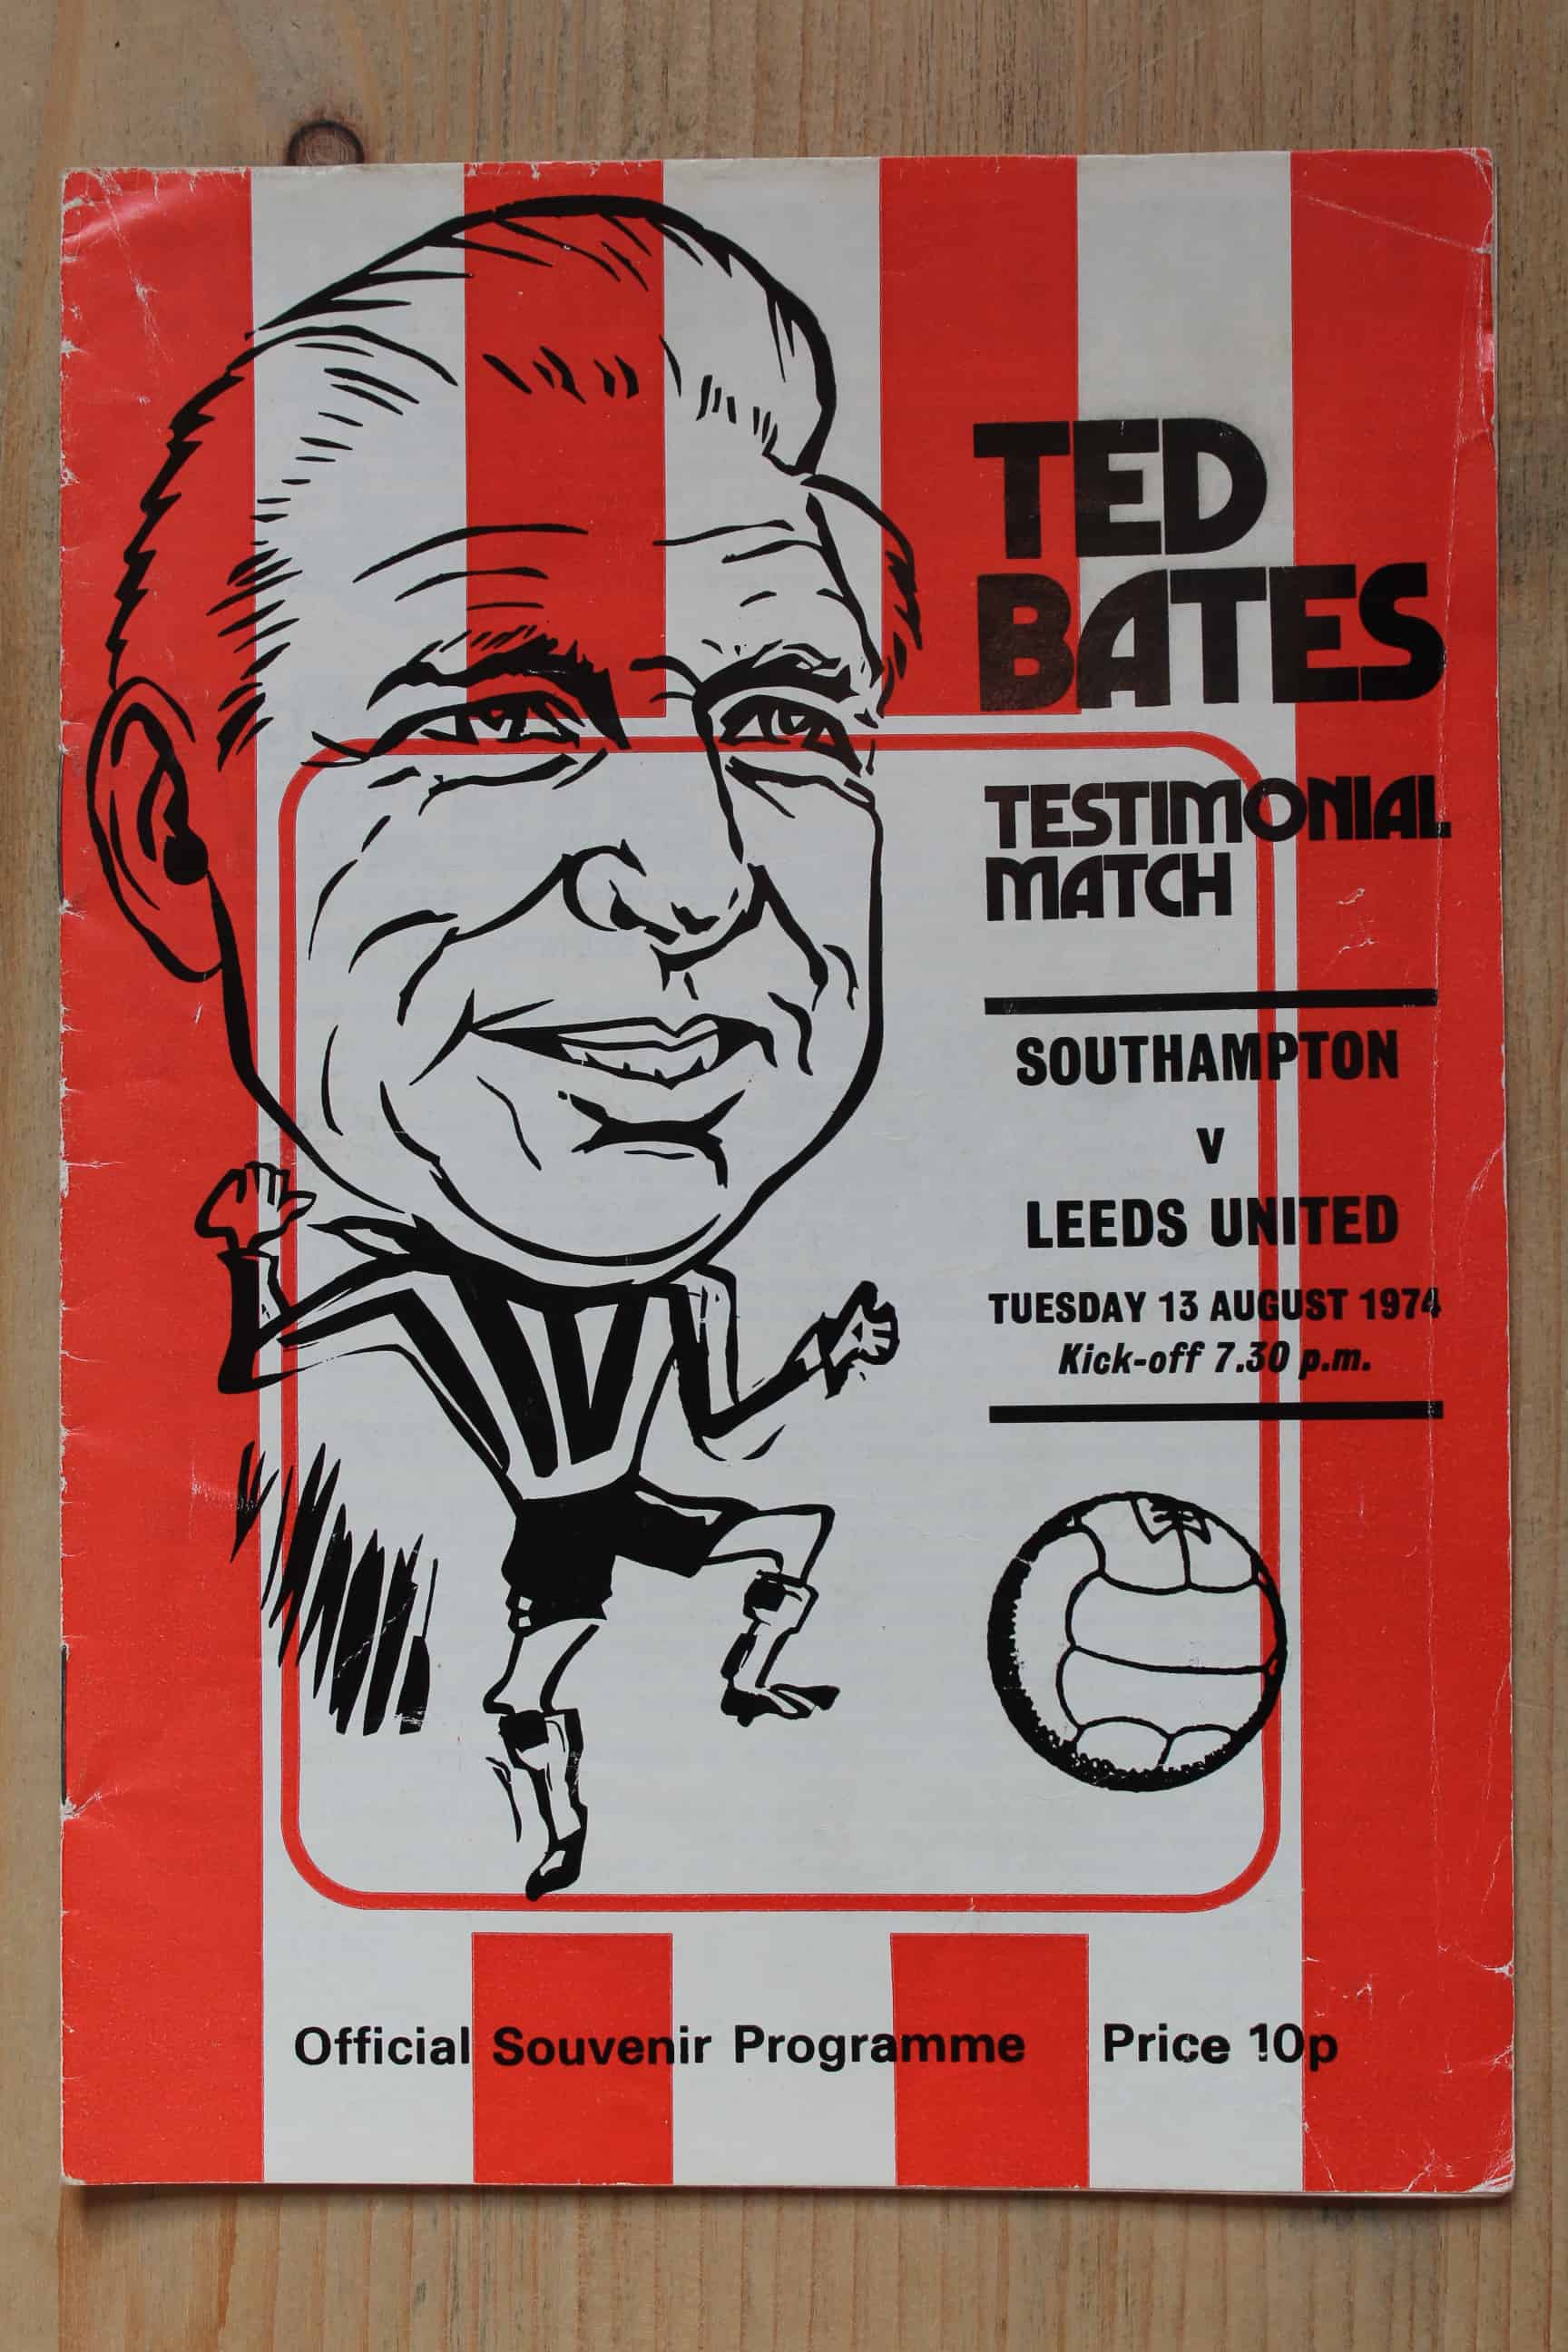 TED
BATES
TESTIMONIAL
MATCH
SOUTHAMPTON
v
LEEDS UNITED
TUESDAY 13 AUGUST 1974
Kick-off 7.30 p.m.
Official Souvenir Programme Price 10p